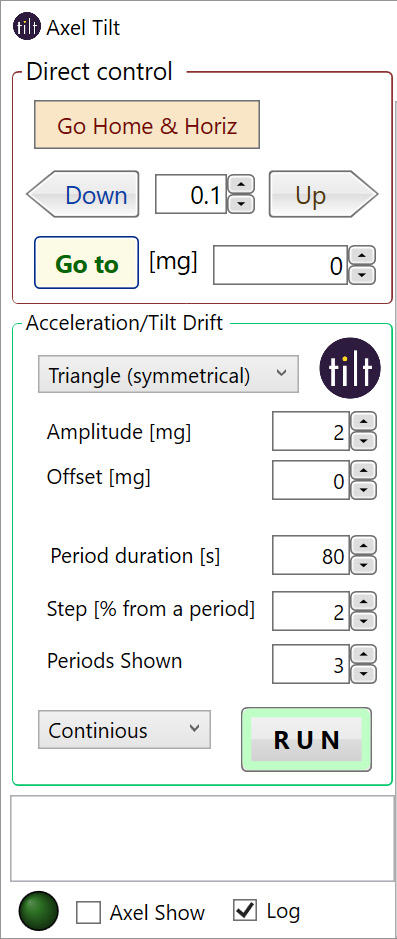 tilt Axel Tilt
Direct control
Go Home & Horiz
Down 0.1 Up
Go to [mg] 0
Acceleration/Tilt Drift
Triangle (symmetrical) tilt
Amplitude [mg] 2
Offset [mg] 0
Period duration [s] 80
Step [% from a period] 2
Periods Shown 3
Continious RUN
Axel Show Log